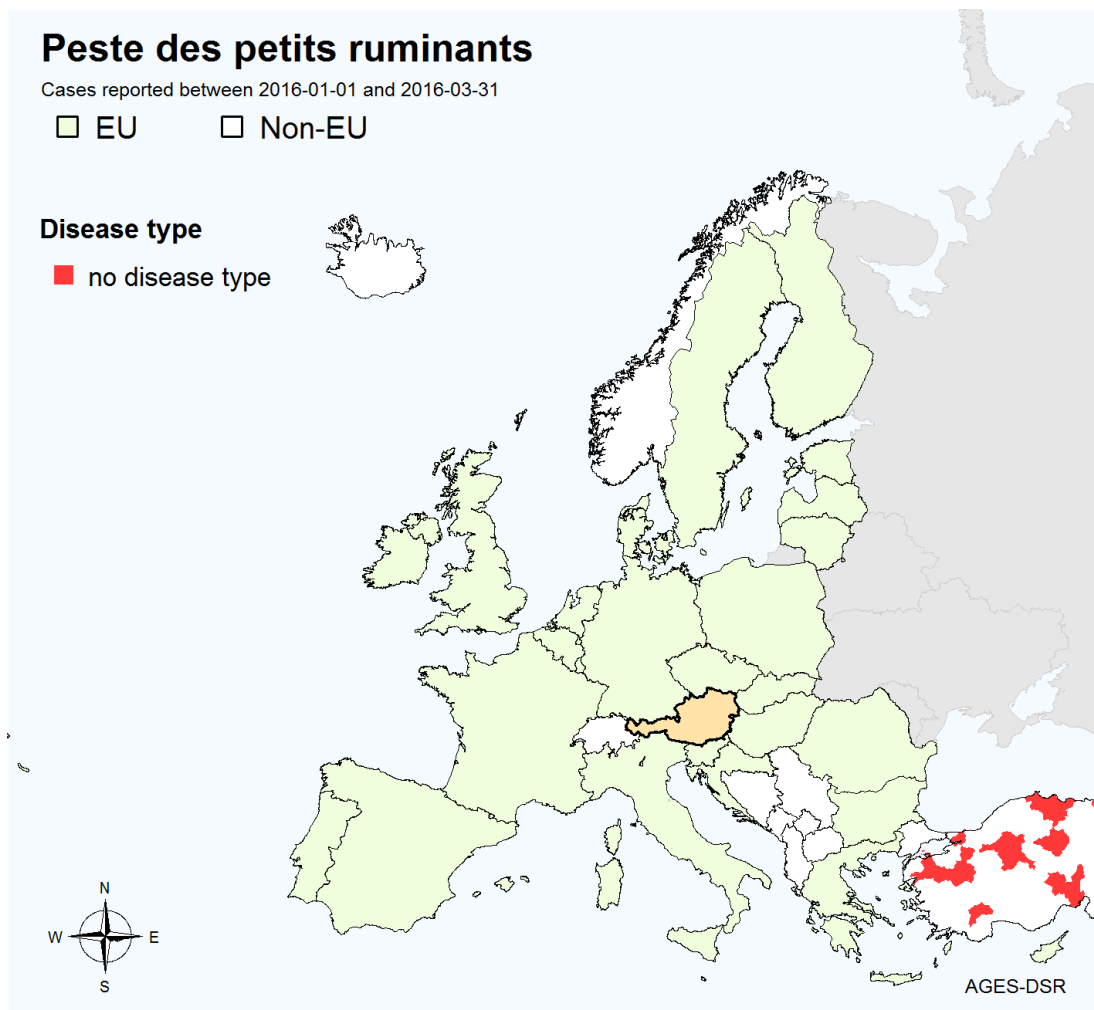 Peste des petits ruminants
Cases reported between 2016-01-01 and 2016-03-31
EU Non-EU
Disease type
no disease type
N
W E
S
AGES-DSR